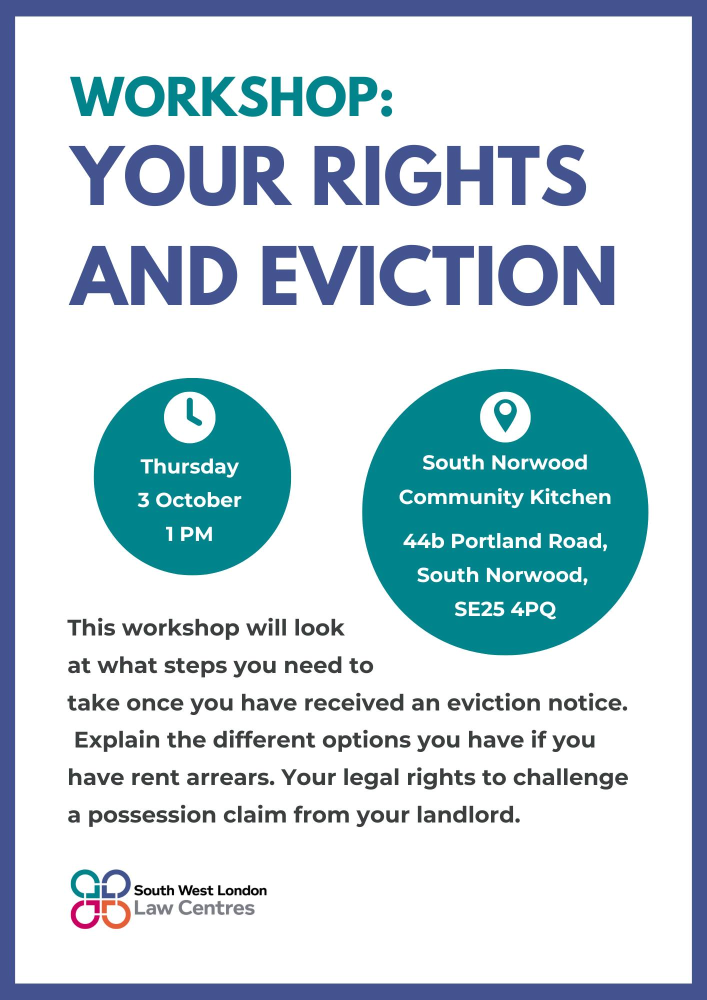 WORKSHOP:
YOUR RIGHTS
AND EVICTION
Thursday
3 October
1 PM
South Norwood
Community Kitchen
44b Portland Road,
South Norwood,
SE25 4PQ
This workshop will look
at what steps you need to
take once you have received an eviction notice.
Explain the different options you have if you
have rent arrears. Your legal rights to challenge
a possession claim from your landlord.
South West London
Law Centres